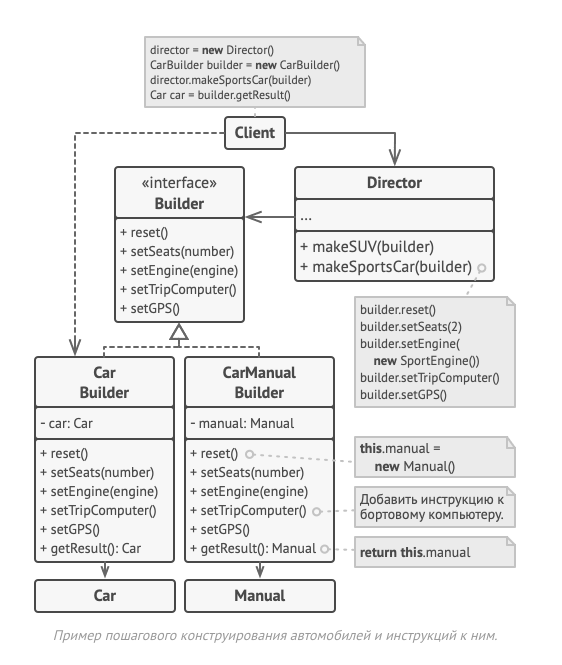 director = new Director()
CarBuilder builder = new CarBuilder()
director.makeSportsCar(builder)
Car car = builder.getResult()
Client
«interface»
Builder
+ reset()
+ setSeats(number)
+ setEngine(engine)
+ setTripComputer()
+ setGPS()
Director
...
+ makeSUV(builder)
+ makeSportsCar(builder)
builder.reset()
builder.setSeats(2)
builder.setEngine(
new SportEngine())
builder.setTripComputer()
builder.setGPS()
Car
Builder
- car: Car
+ reset()
+ setSeats(number)
+ setEngine(engine)
+ setTripComputer()
+ setGPS()
+ getResult(): Car
Car
CarManual
Builder
- manual: Manual
+ reset()
+ setSeats(number)
+ setEngine(engine)
+ setTripComputer()
+ setGPS()
+ getResult(): Manual
Manual
this.manual =
new Manual()
Добавить инструкцию к
бортовому компьютеру.
return this.manual
Пример пошагового конструирования автомобилей и инструкций к ним.